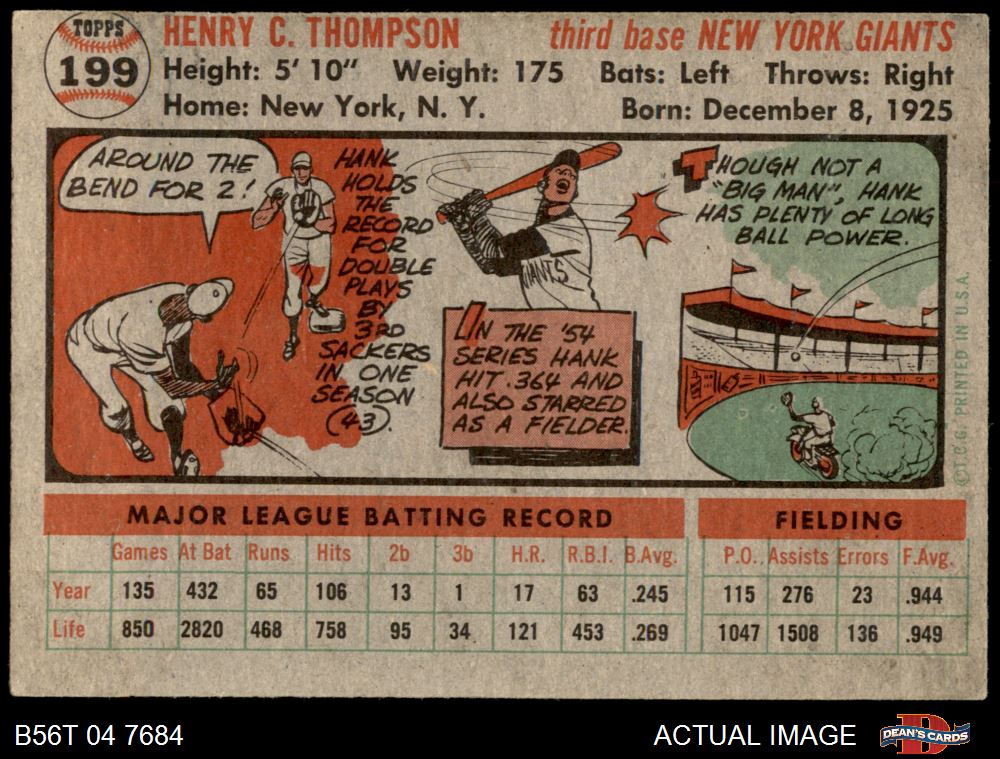 TOPPS
199
HENRY C. THOMPSON
third base NEW YORK GIANTS
Height: 5' 10" Weight: 175 Bats: Left Throws: Right
Home: New York, N. Y. Born: December 8, 1925
AROUND THE
BEND FOR 2!
HANK
HOLDS
THE
RECORD
FOR
DOUBLE
PLAYS
BY
3RD
SACKERS
IN ONE
SEASON
(43).
GIANTS
IN THE '54
SERIES HANK
HIT .364 AND
ALSO STARRED
AS A FIELDER.
THOUGH NOT A
"BIG MAN", HANK
HAS PLENTY OF LONG
BALL POWER.
©T.C.G. PRINTED IN U.S.A.
MAJOR LEAGUE BATTING RECORD
FIELDING
Games At Bat Runs Hits 2b 3b H.R. R.B.I. B.Avg. P.O. Assists Errors F.Avg.
Year 135 432 65 106 13 1 17 63 .245 115 276 23 .944
Life 850 2820 468 758 95 34 121 453 .269 1047 1508 136 .949
B56T 04 7684
ACTUAL IMAGE
DEAN'S CARDS